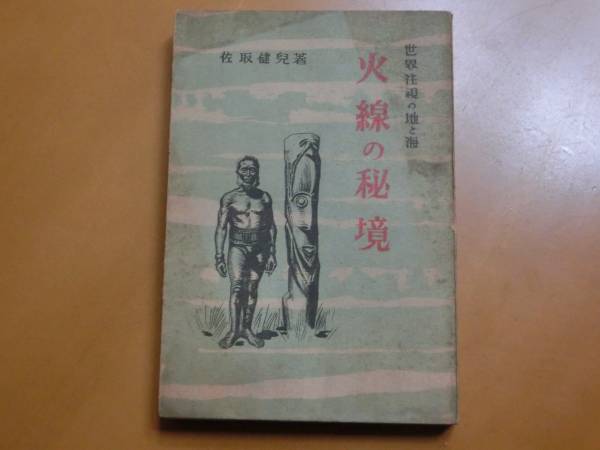 世界注視の地と海
火線の秘境
佐取健兒著